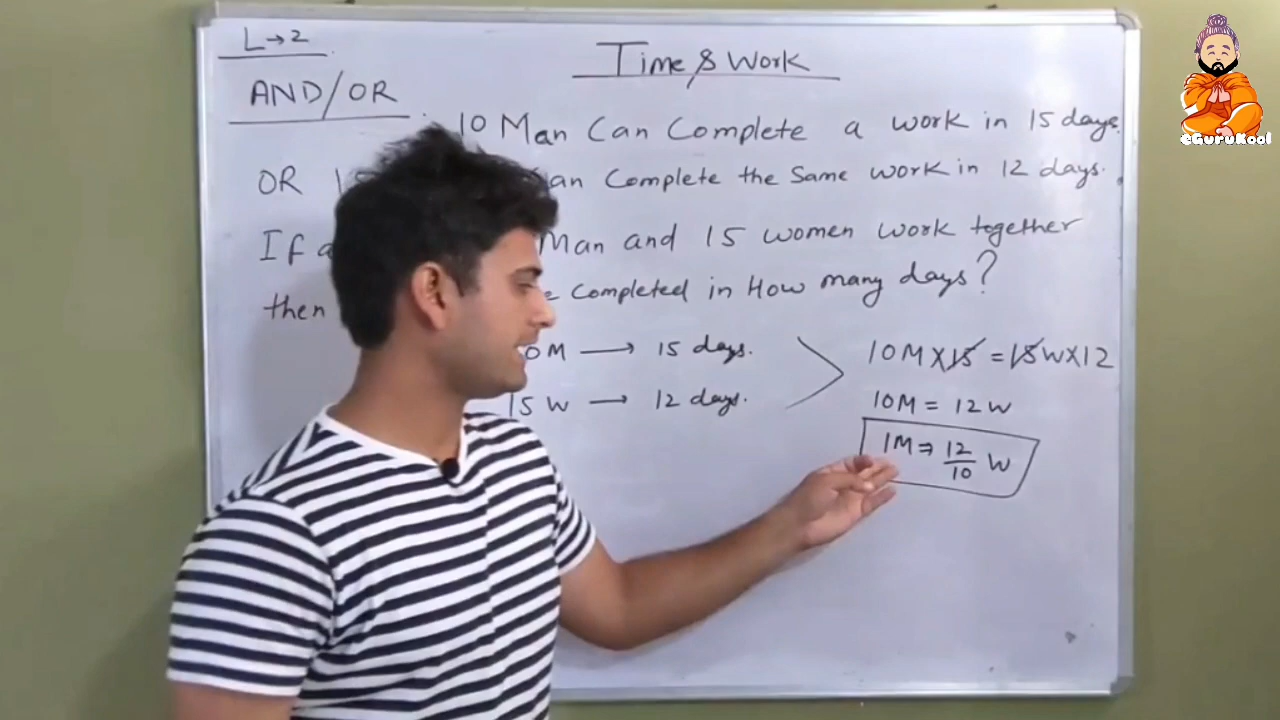 L→2
Time & Work
AND/OR
10 Man Can Complete a work in 15 days.
OR Complete the Same work in 12 days.
If Man and 15 women work together
then Completed in How many days?
M → 15 days.
15 W → 12 days.
10M×15 = 15W×12
10M = 12W
1M ⇒ 12/10 W
eGuruKool